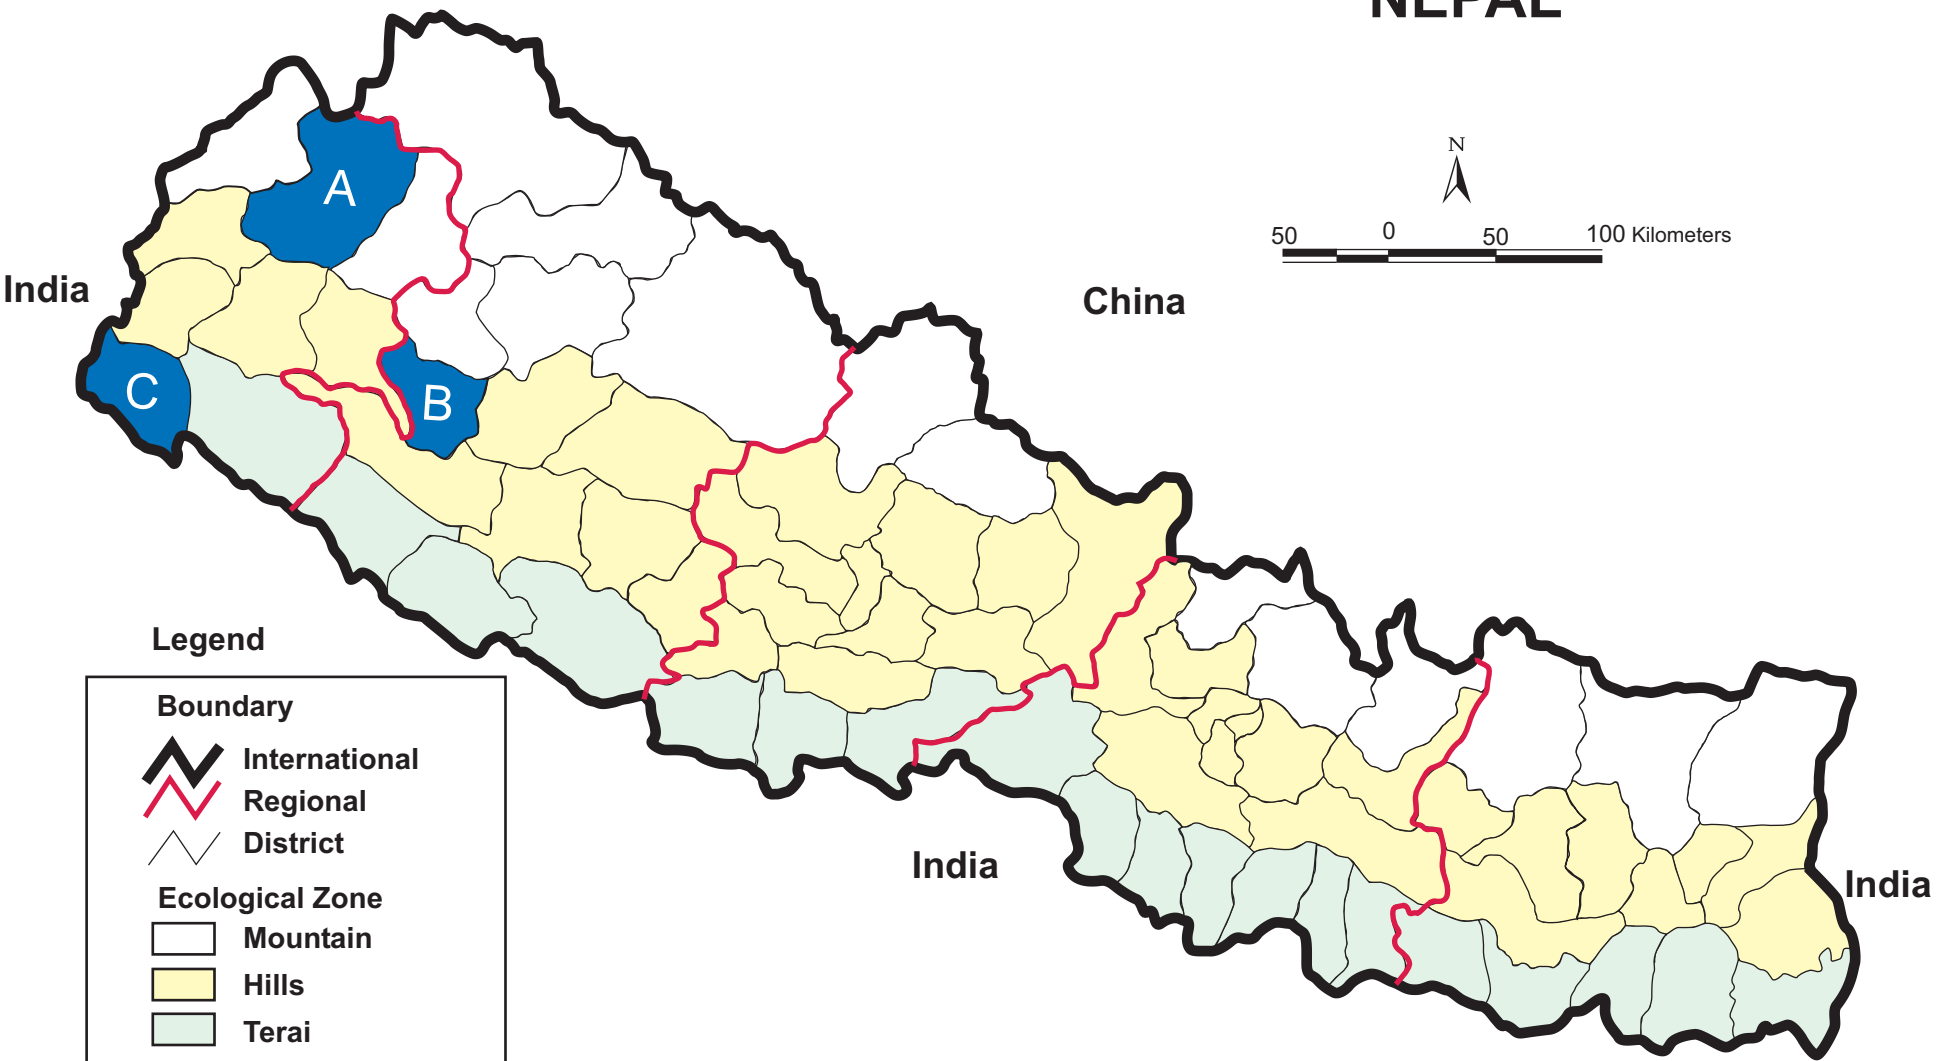 NEPAL
A
N
50 0 50 100 Kilometers
India
China
C
B
Legend
Boundary
International
Regional
District
India
India
Ecological Zone
Mountain
Hills
Terai